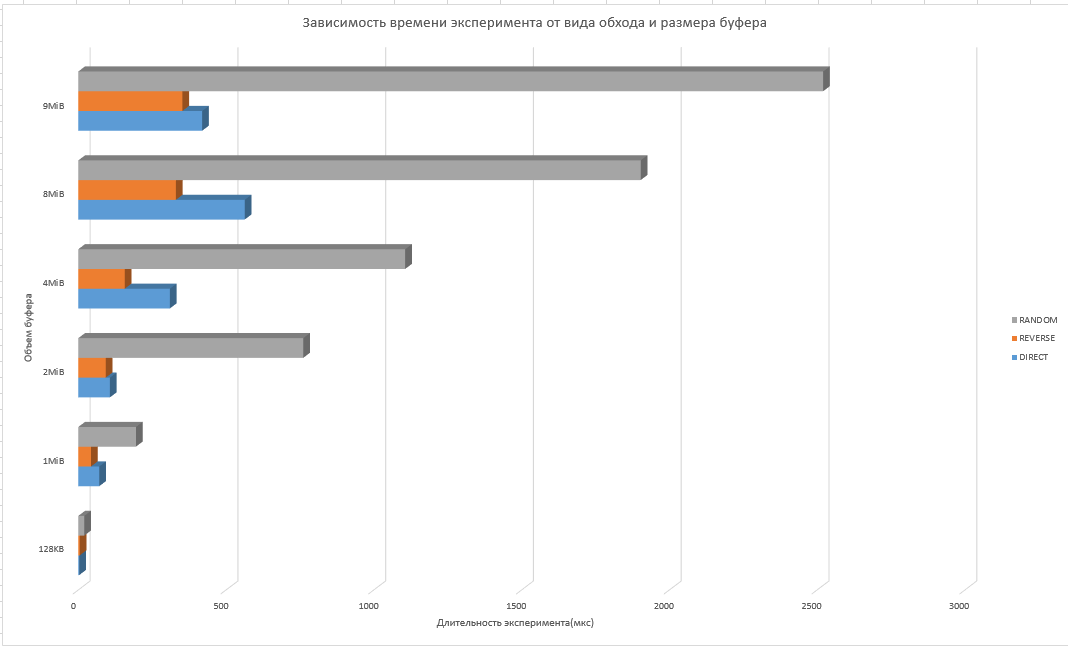 Зависимость времени эксперимента от вида обхода и размера буфера
9MiB
8MiB
4MiB
2MiB
1MiB
128KB
Объем буфера
0
500
1000
1500
2000
2500
3000
Длительность эксперимента(мкс)
RANDOM
REVERSE
DIRECT